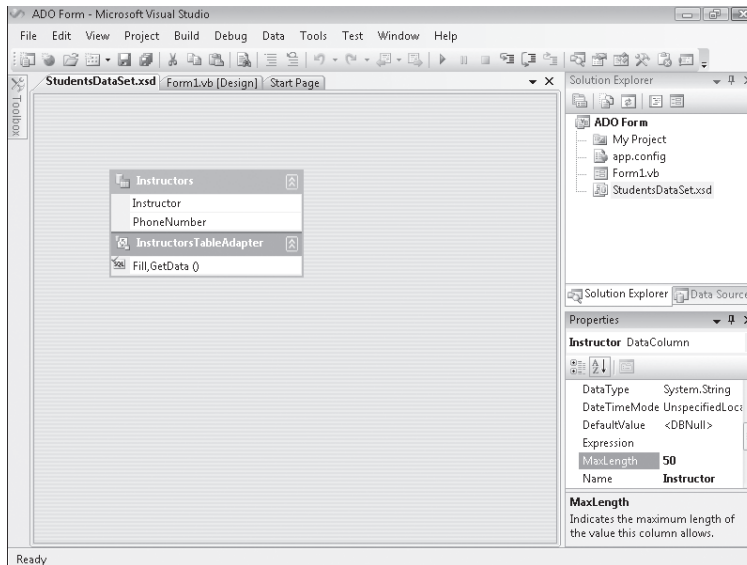 ADO Form - Microsoft Visual Studio
File Edit View Project Build Debug Data Tools Test Window Help
Toolbox
StudentsDataSet.xsd Form1.vb [Design] Start Page
Instructors
Instructor
PhoneNumber
InstructorsTableAdapter
SQL Fill,GetData ()
Solution Explorer
ADO Form
My Project
app.config
Form1.vb
StudentsDataSet.xsd
Solution Explorer Data Source
Properties
Instructor DataColumn
DataType System.String
DateTimeMode UnspecifiedLoca
DefaultValue <DBNull>
Expression
MaxLength 50
Name Instructor
MaxLength
Indicates the maximum length of
the value this column allows.
Ready